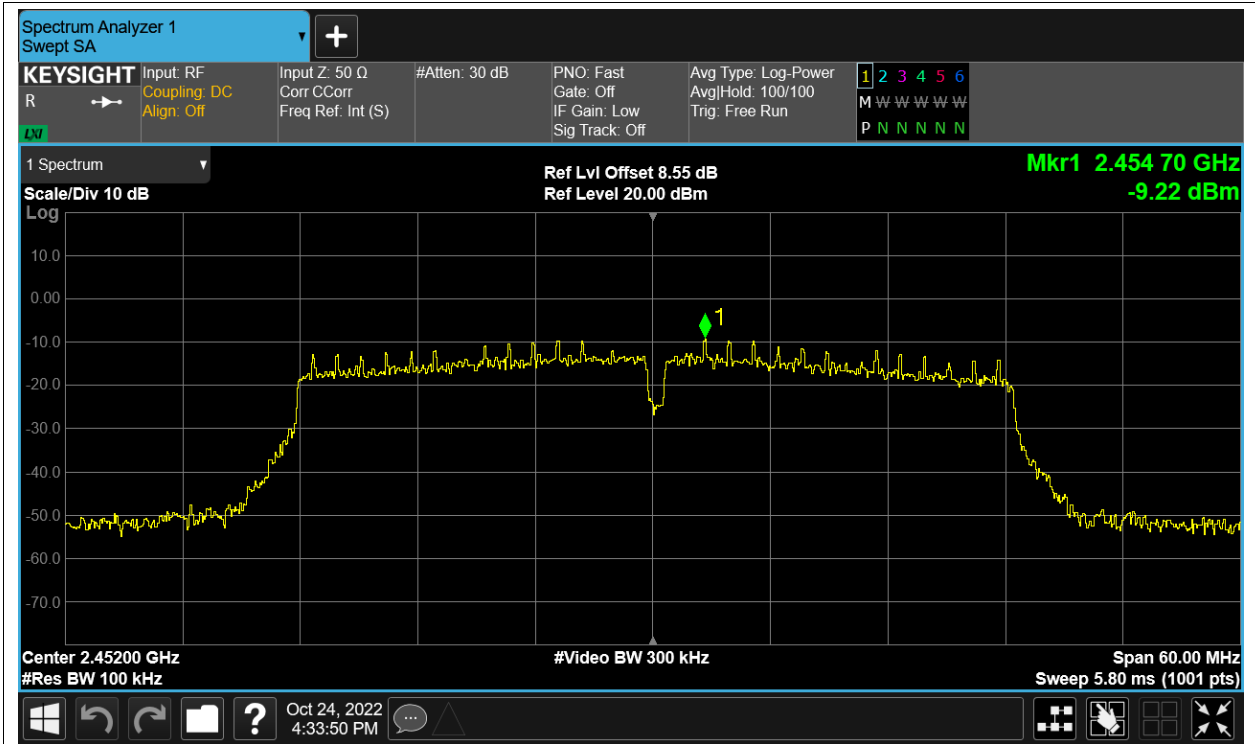 Spectrum Analyzer 1
Swept SA
KEYSIGHT
R
LXI
Input: RF
Coupling: DC
Align: Off
Input Z: 50 Ω
Corr CCorr
Freq Ref: Int (S)
#Atten: 30 dB
PNO: Fast
Gate: Off
IF Gain: Low
Sig Track: Off
Avg Type: Log-Power
Avg|Hold: 100/100
Trig: Free Run
1 2 3 4 5 6
M W W W W W
P N N N N N
1 Spectrum
Scale/Div 10 dB
Log
Ref Lvl Offset 8.55 dB
Ref Level 20.00 dBm
Mkr1 2.454 70 GHz
-9.22 dBm
10.0
0.00
-10.0
-20.0
-30.0
-40.0
-50.0
-60.0
-70.0
1
Center 2.45200 GHz
#Res BW 100 kHz
#Video BW 300 kHz
Span 60.00 MHz
Sweep 5.80 ms (1001 pts)
?
Oct 24, 2022
4:33:50 PM